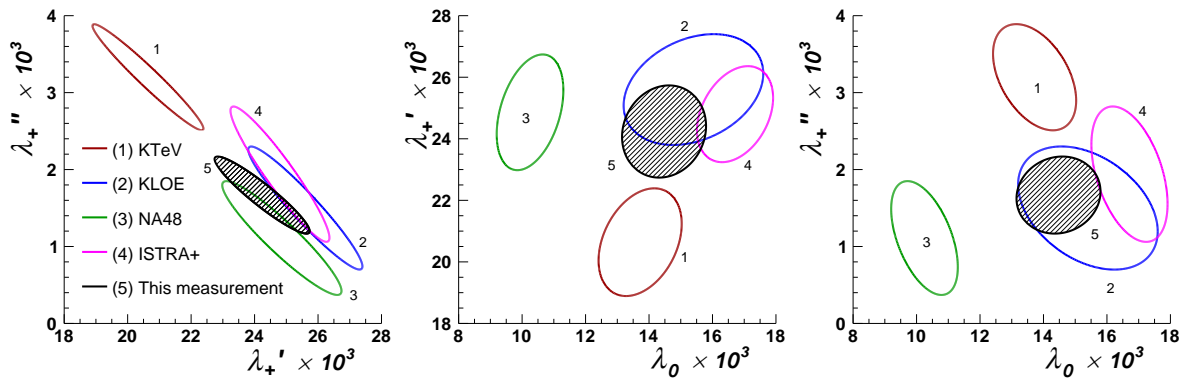 λ₊'' × 10³
4
3
2
1
0
1
4
5
2
3
(1) KTeV
(2) KLOE
(3) NA48
(4) ISTRA+
(5) This measurement
18 20 22 24 26 28
λ₊' × 10³
λ₊' × 10³
28
26
24
22
20
18
2
3
4
5
1
8 10 12 14 16 18
λ₀ × 10³
λ₊'' × 10³
4
3
2
1
0
1
4
3
5
2
8 10 12 14 16 18
λ₀ × 10³